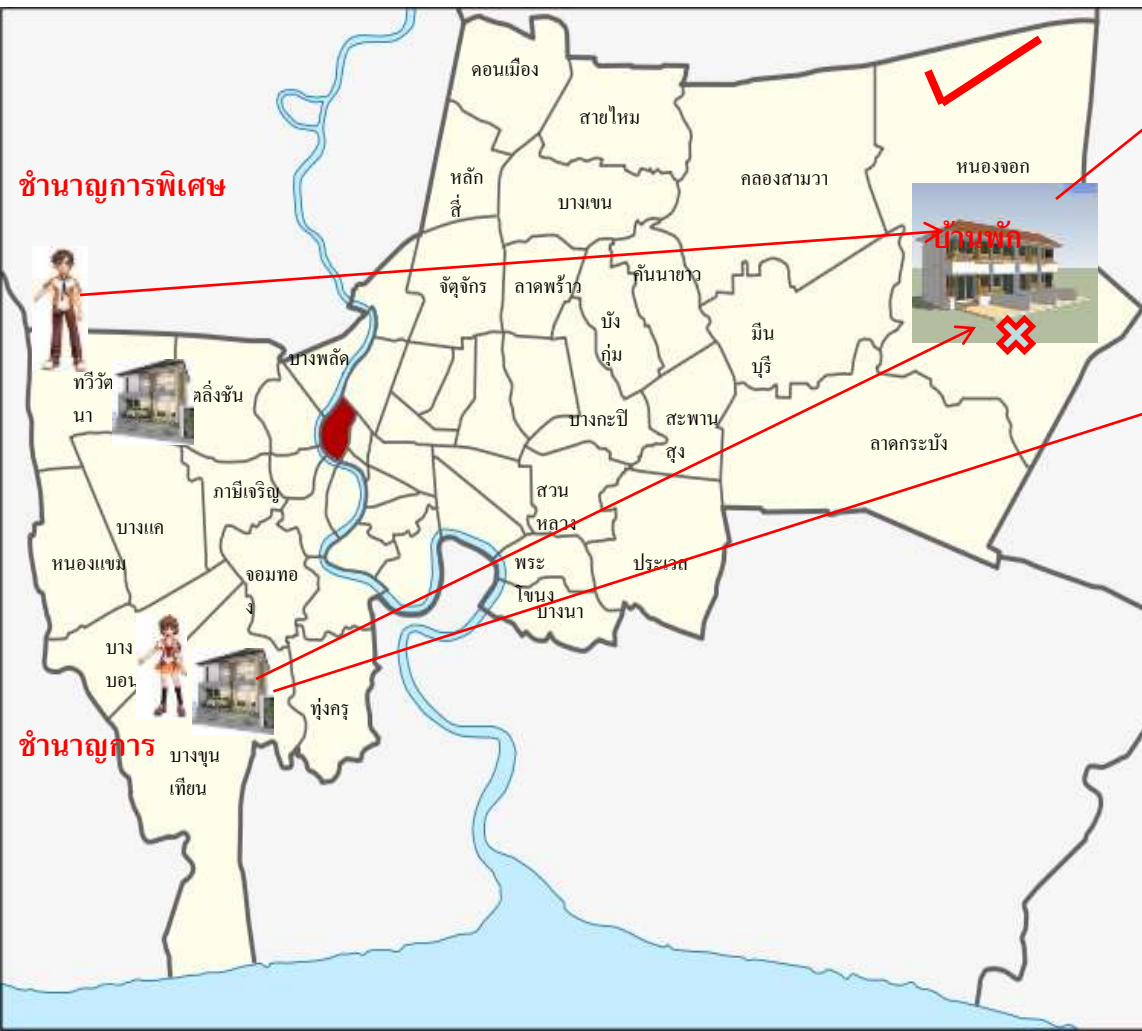 ดอนเมือง
สายไหม
หนองจอก
ชำนาญการพิเศษ
หลัก
สี่
คลองสามวา
บางเขน
บ้านพัก
จัตุจักร
ลาดพร้าว
คันนายาว
บัง
กุ่ม
มีน
บุรี
บางพลัด
ทวีวัต
นา
ตลิ่งชัน
บางกะปิ
สะพาน
สุง
ลาดกระบัง
ภาษีเจริญ
สวน
หลวง
บางแค
หนองแขม
จอมทอ
ง
พระ
โขนง
ประเวส
บางนา
บาง
บอน
ทุ่งครุ
ชำนาญการ
บางขุน
เทียน